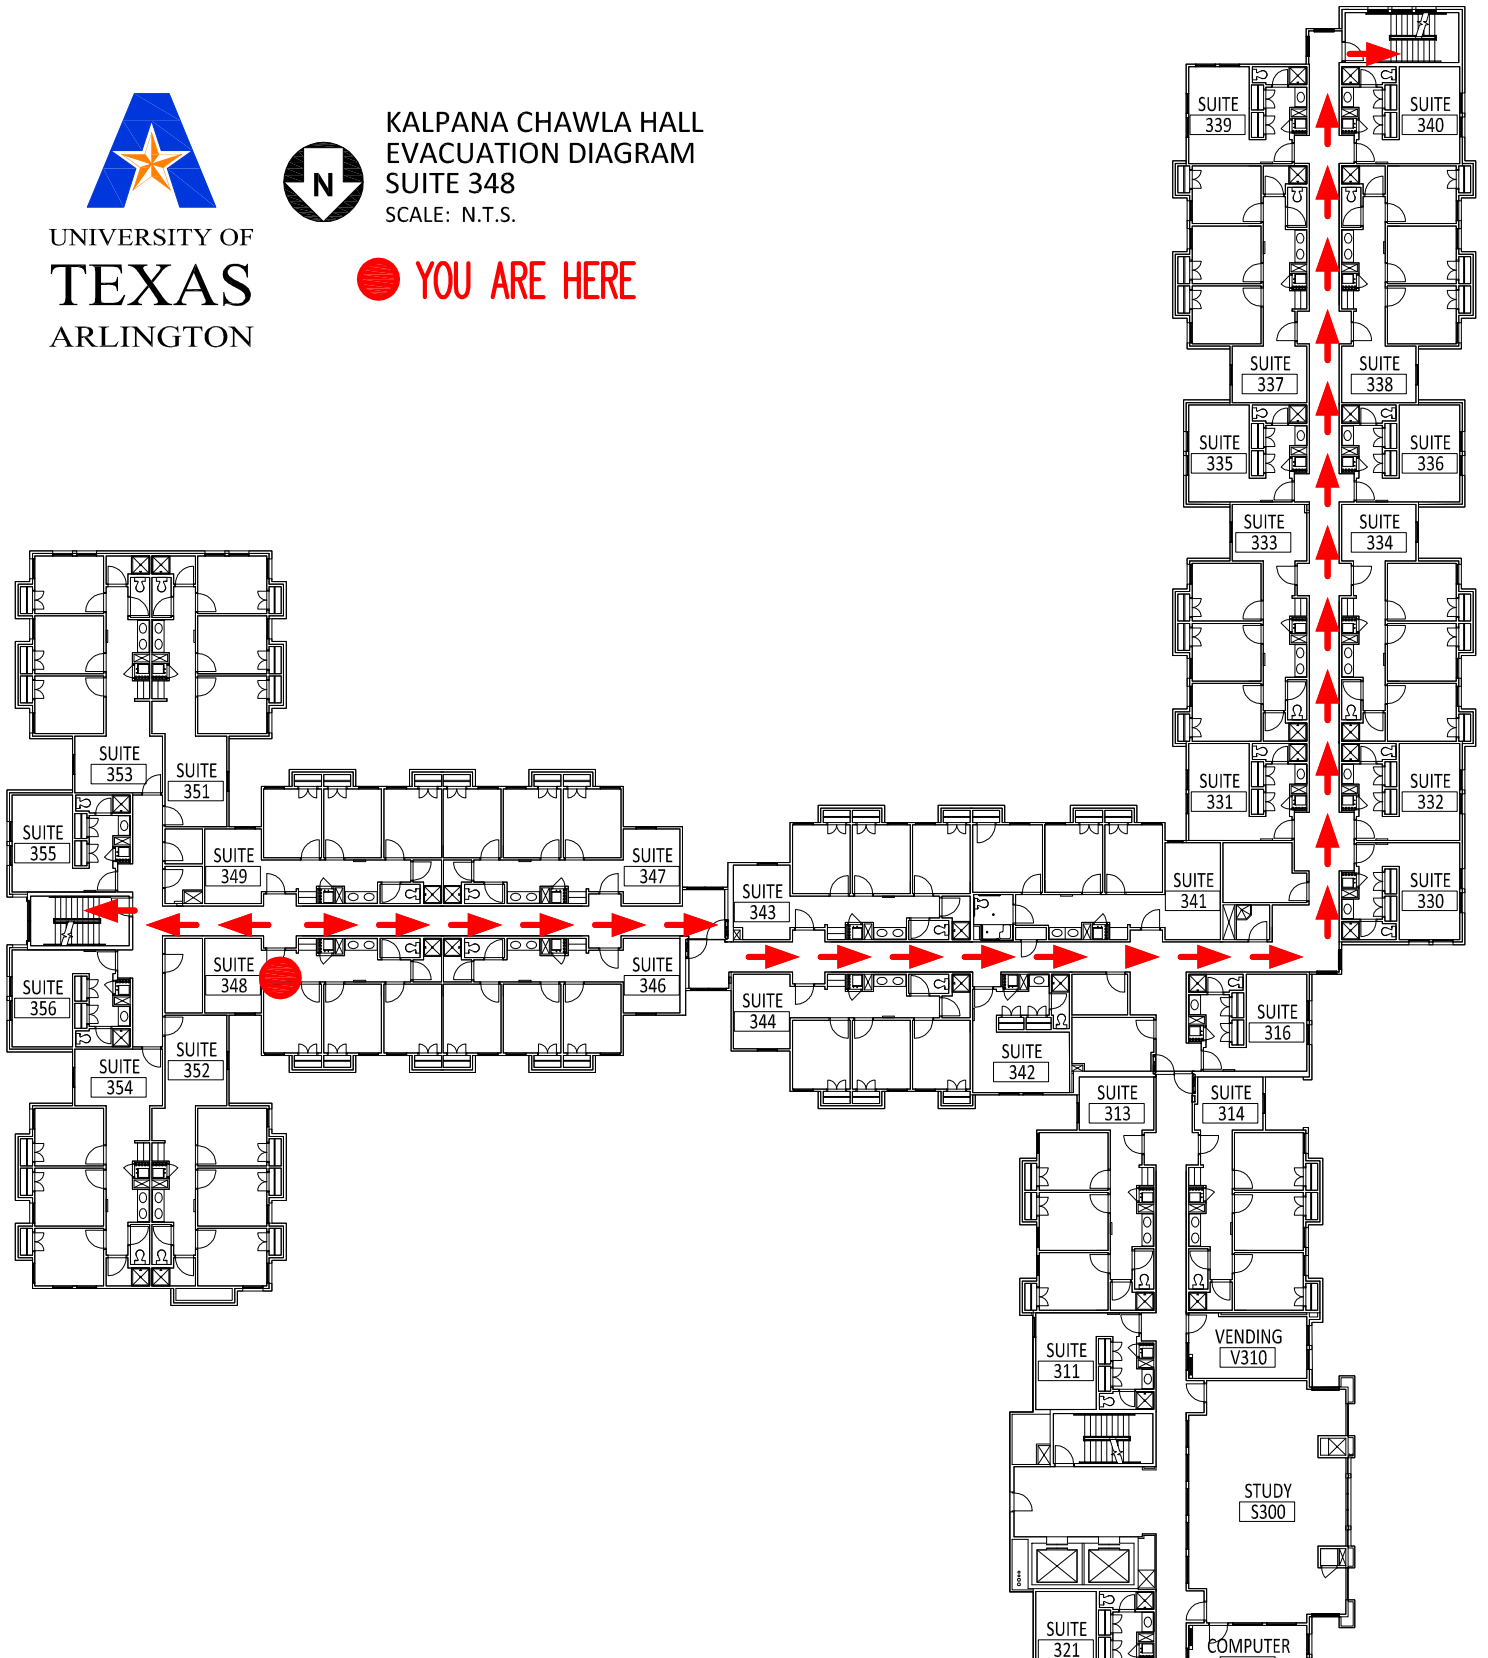 UNIVERSITY OF
TEXAS
ARLINGTON
N
KALPANA CHAWLA HALL
EVACUATION DIAGRAM
SUITE 348
SCALE: N.T.S.
YOU ARE HERE
SUITE
339
SUITE
340
SUITE
337
SUITE
338
SUITE
335
SUITE
336
SUITE
333
SUITE
334
SUITE
331
SUITE
332
SUITE
330
SUITE
353
SUITE
351
SUITE
355
SUITE
349
SUITE
347
SUITE
343
SUITE
341
SUITE
348
SUITE
346
SUITE
356
SUITE
344
SUITE
316
SUITE
354
SUITE
352
SUITE
342
SUITE
313
SUITE
314
VENDING
V310
SUITE
311
STUDY
S300
SUITE
321
COMPUTER